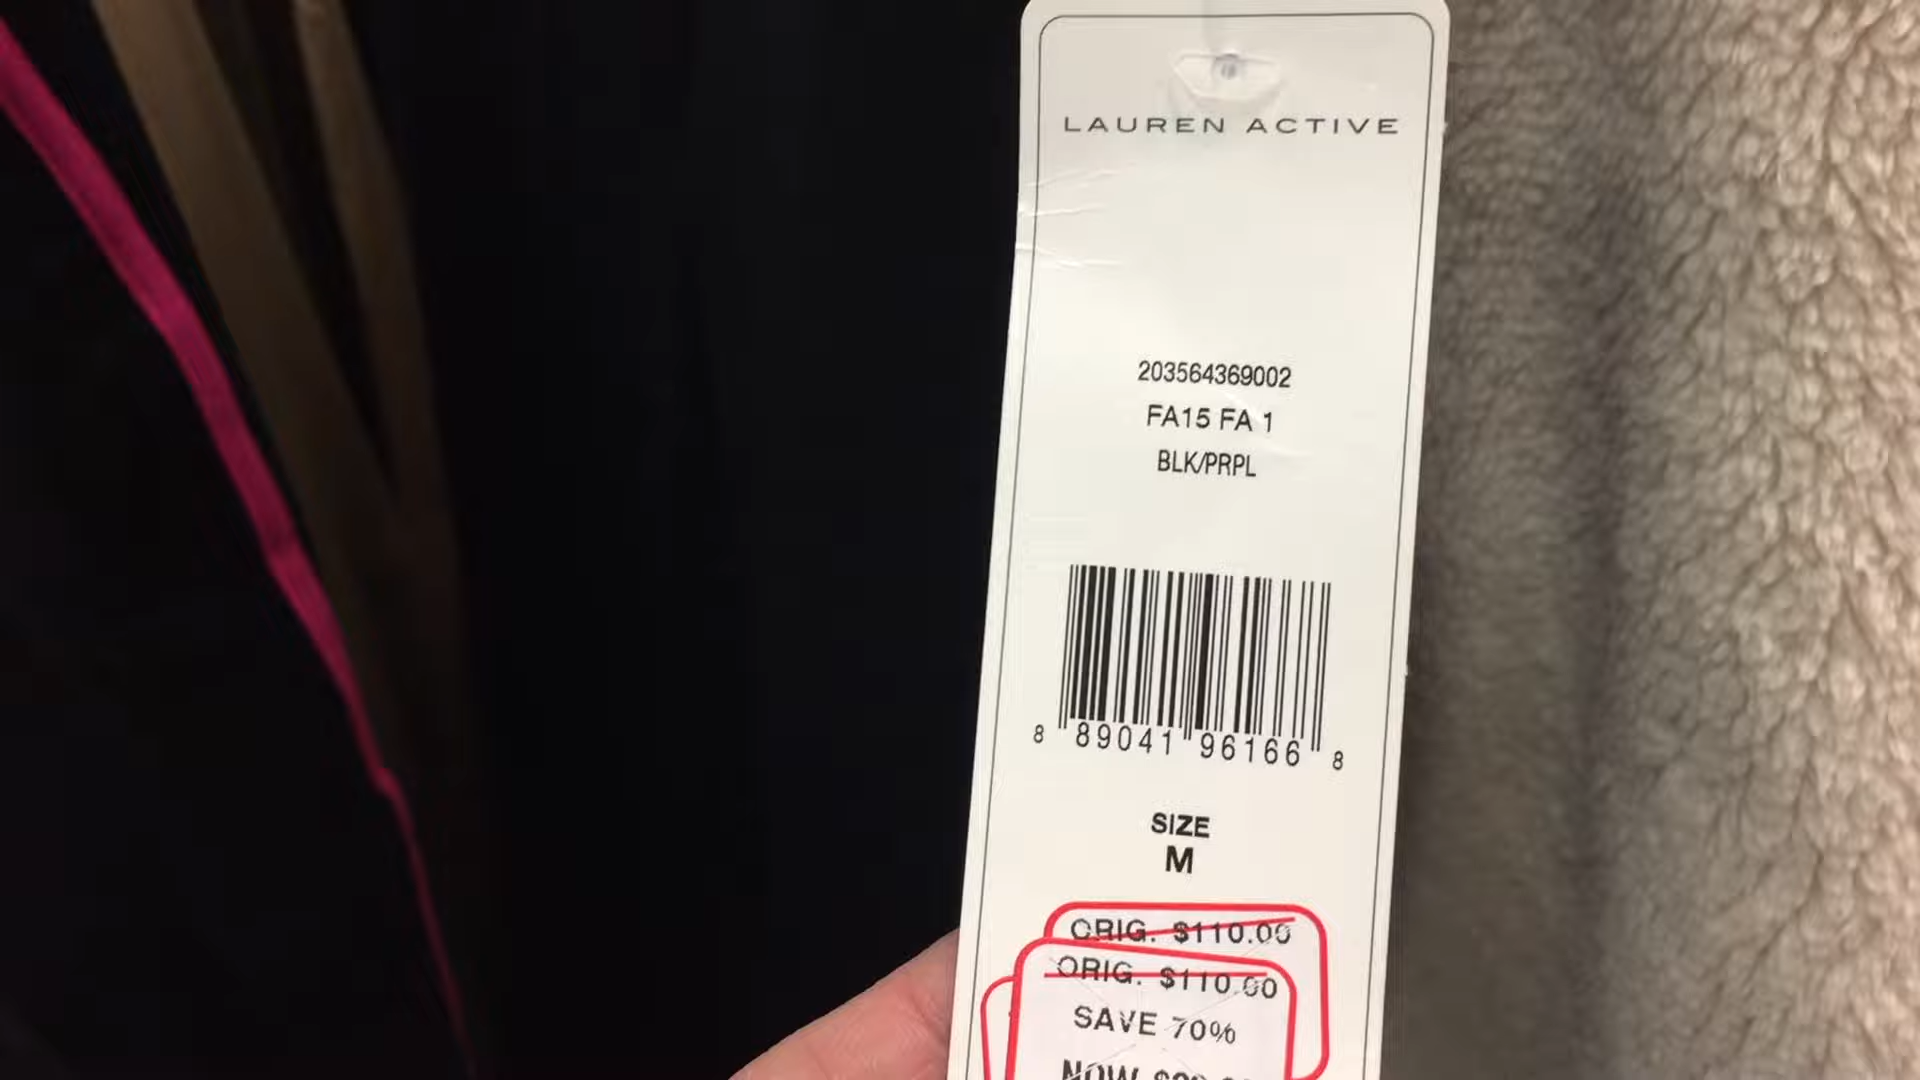 LAUREN ACTIVE
203564369002
FA15 FA 1
BLK/PRPL
8 89041 96166 8
SIZE
M
ORIG. $110.00
ORIG. $110.00
SAVE 70%
NOW